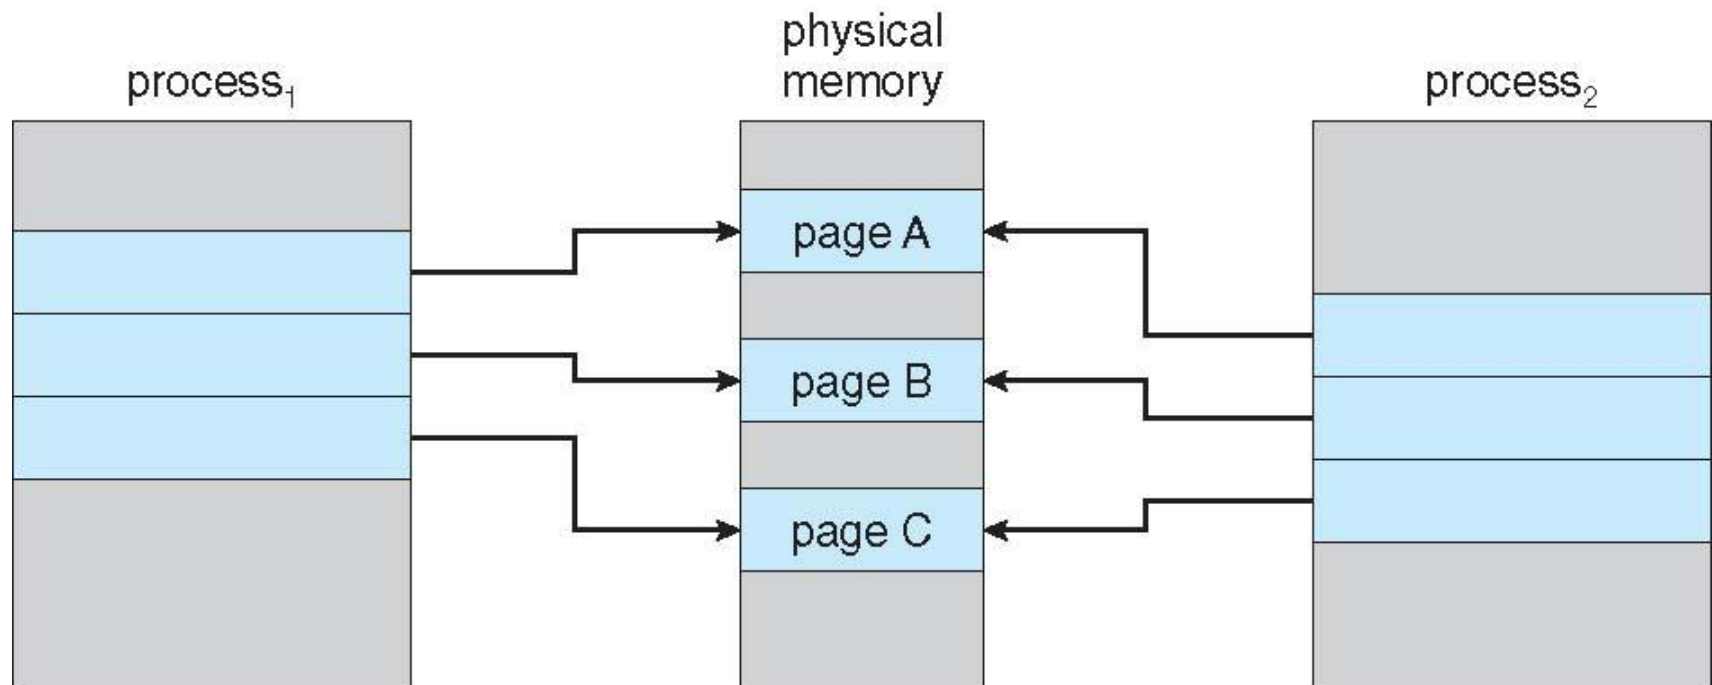 physical
memory
process₁
process₂
page A
page B
page C